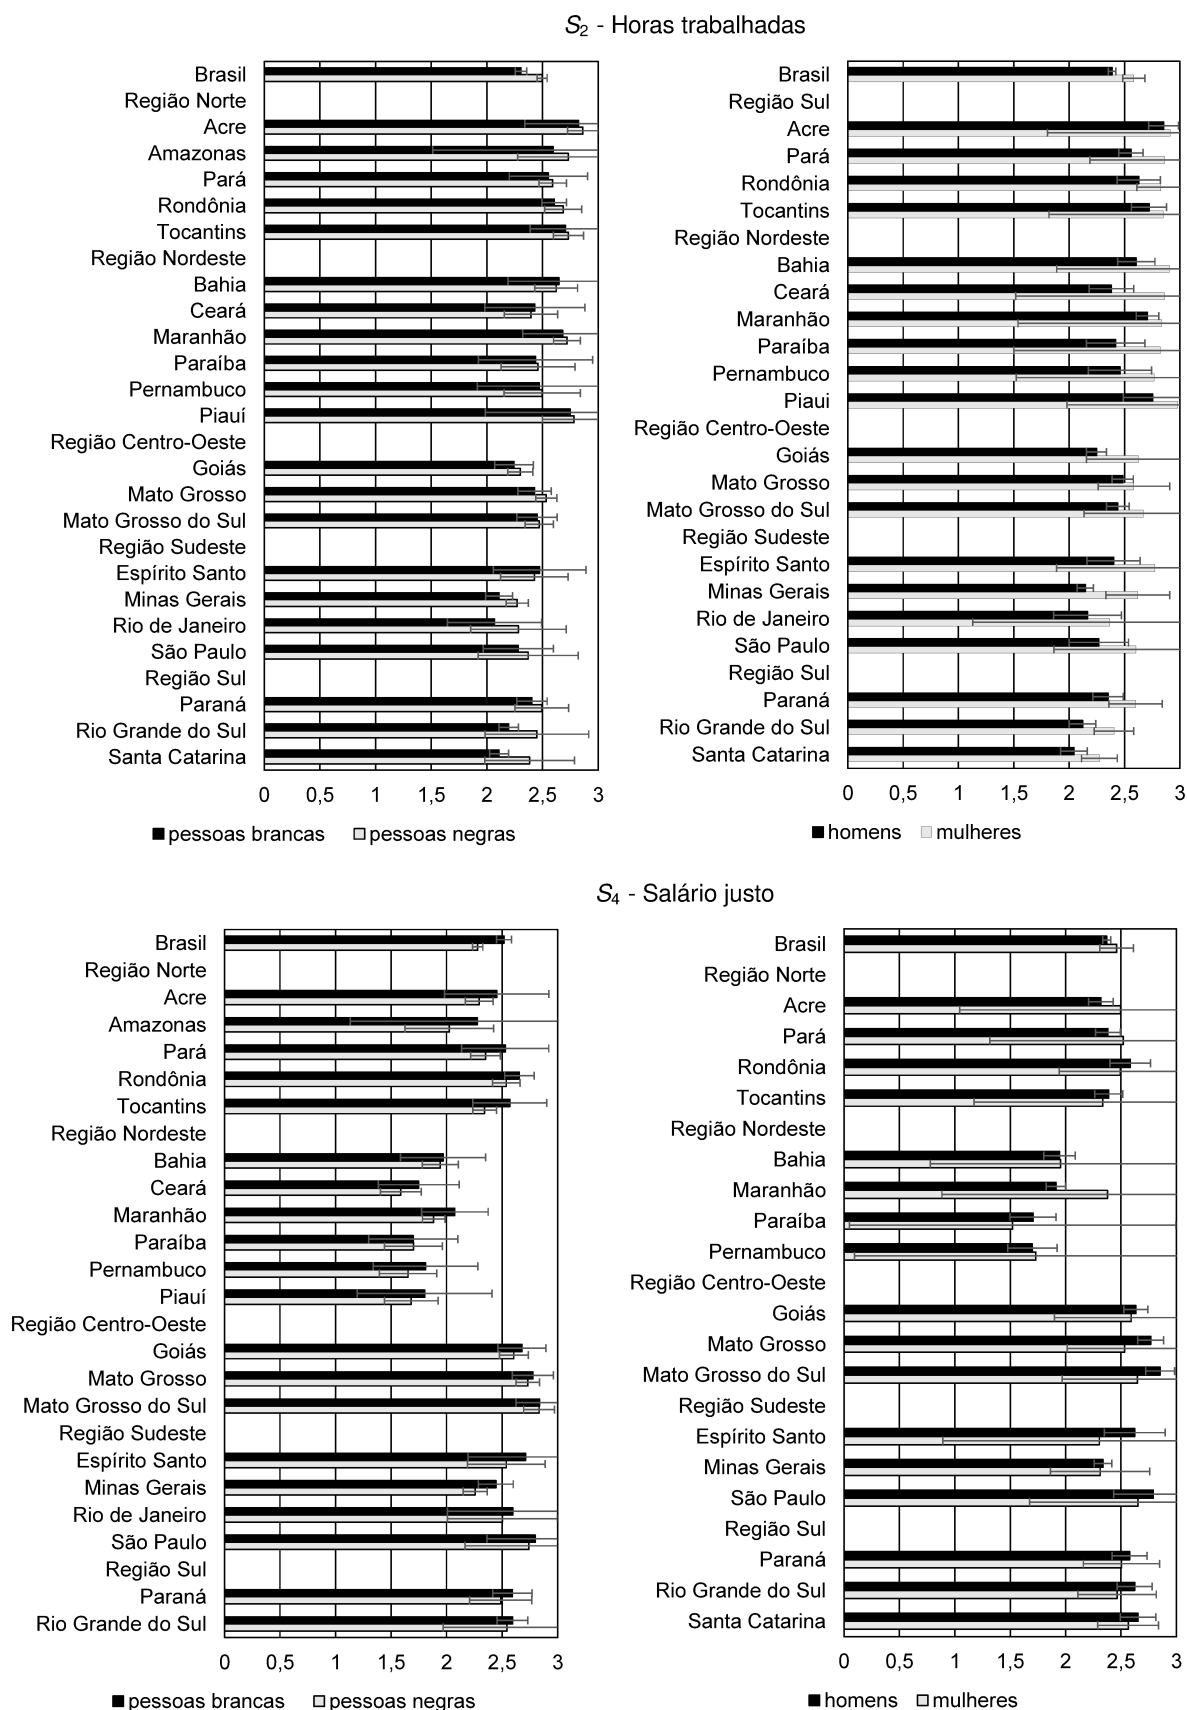 S2 - Horas trabalhadas
Brasil
Região Norte
Acre
Amazonas
Pará
Rondônia
Tocantins
Região Nordeste
Bahia
Ceará
Maranhão
Paraíba
Pernambuco
Piauí
Região Centro-Oeste
Goiás
Mato Grosso
Mato Grosso do Sul
Região Sudeste
Espírito Santo
Minas Gerais
Rio de Janeiro
São Paulo
Região Sul
Paraná
Rio Grande do Sul
Santa Catarina
0 0,5 1 1,5 2 2,5 3
pessoas brancas pessoas negras
Brasil
Região Sul
Acre
Pará
Rondônia
Tocantins
Região Nordeste
Bahia
Ceará
Maranhão
Paraíba
Pernambuco
Piaui
Região Centro-Oeste
Goiás
Mato Grosso
Mato Grosso do Sul
Região Sudeste
Espírito Santo
Minas Gerais
Rio de Janeiro
São Paulo
Região Sul
Paraná
Rio Grande do Sul
Santa Catarina
0 0,5 1 1,5 2 2,5 3
homens mulheres
S4 - Salário justo
Brasil
Região Norte
Acre
Amazonas
Pará
Rondônia
Tocantins
Região Nordeste
Bahia
Ceará
Maranhão
Paraíba
Pernambuco
Piauí
Região Centro-Oeste
Goiás
Mato Grosso
Mato Grosso do Sul
Região Sudeste
Espírito Santo
Minas Gerais
Rio de Janeiro
São Paulo
Região Sul
Paraná
Rio Grande do Sul
0 0,5 1 1,5 2 2,5 3
pessoas brancas pessoas negras
Brasil
Região Norte
Acre
Pará
Rondônia
Tocantins
Região Nordeste
Bahia
Maranhão
Paraíba
Pernambuco
Região Centro-Oeste
Goiás
Mato Grosso
Mato Grosso do Sul
Região Sudeste
Espírito Santo
Minas Gerais
São Paulo
Região Sul
Paraná
Rio Grande do Sul
Santa Catarina
0 0,5 1 1,5 2 2,5 3
homens mulheres